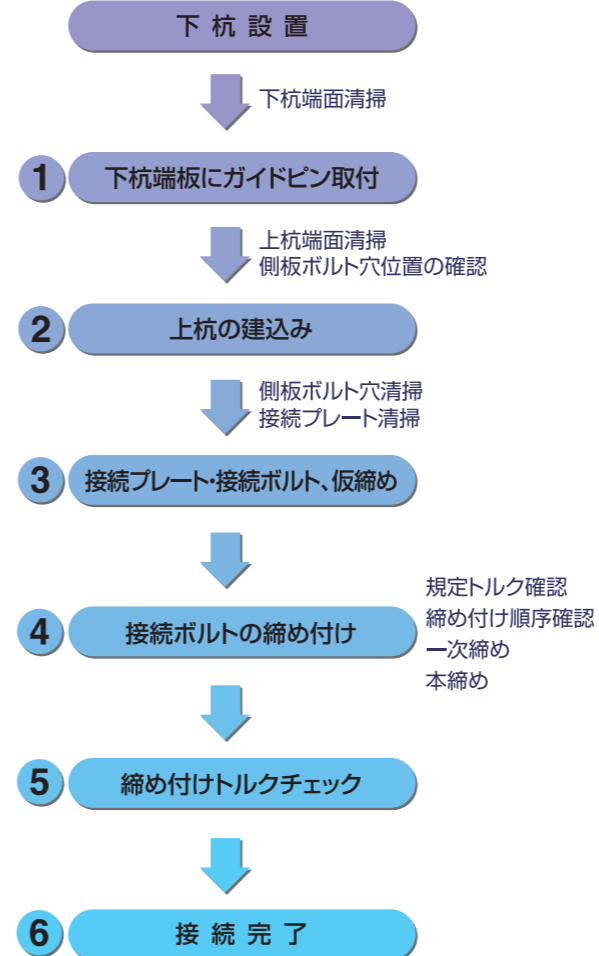 下杭設置
下杭端面清掃
1 下杭端板にガイドピン取付
上杭端面清掃
側板ボルト穴位置の確認
2 上杭の建込み
側板ボルト穴清掃
接続プレート清掃
3 接続プレート・接続ボルト、仮締め
4 接続ボルトの締め付け
規定トルク確認
締め付け順序確認
一次締め
本締め
5 締め付けトルクチェック
6 接続完了